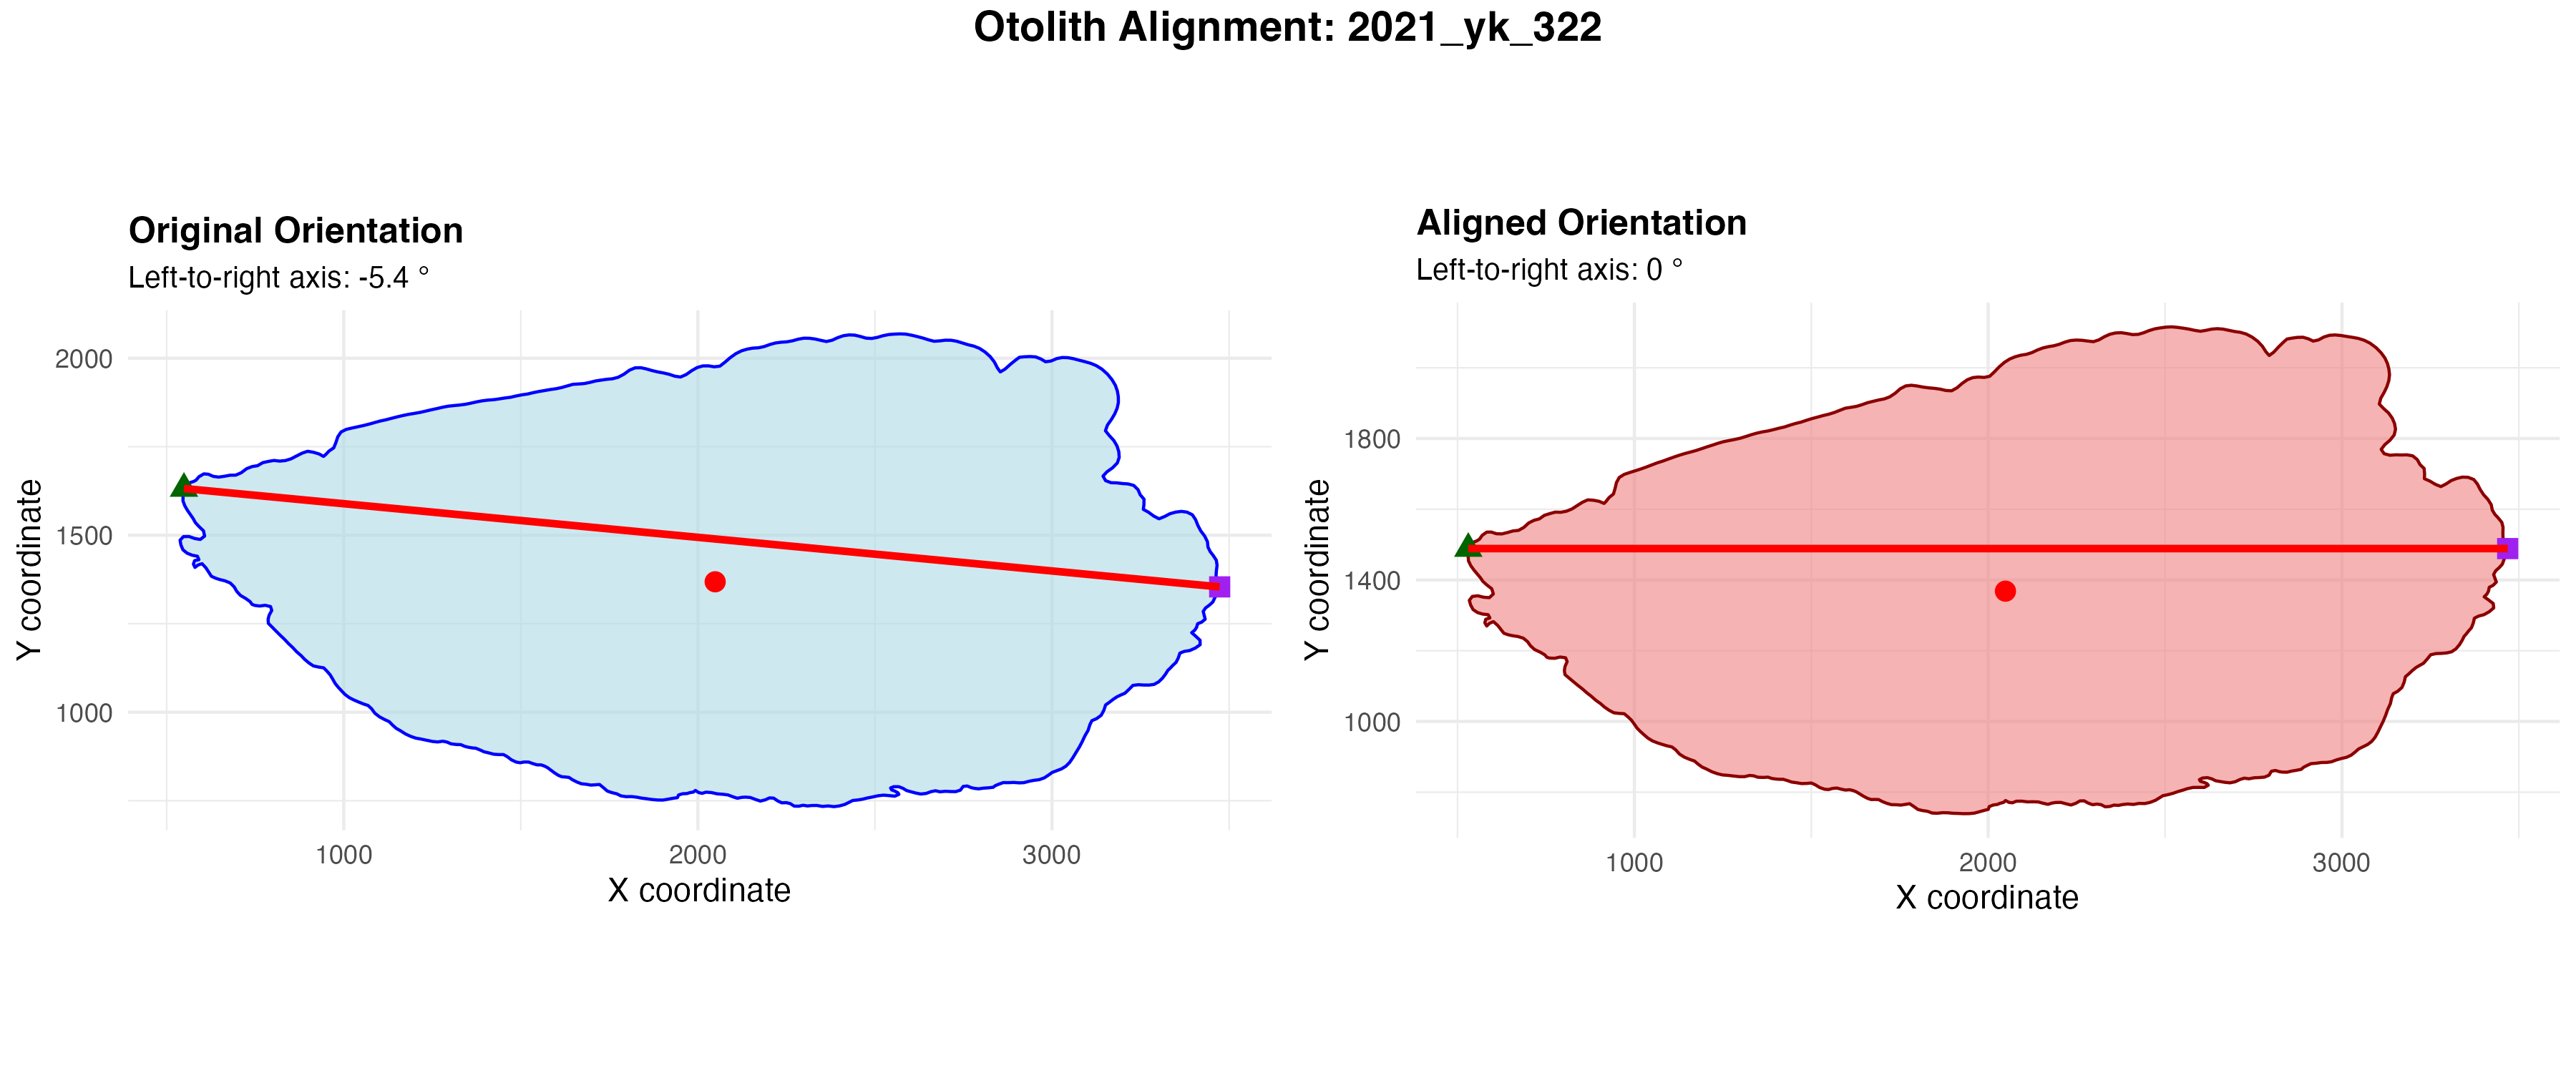 Otolith Alignment: 2021_yk_322
Original Orientation
Left-to-right axis: -5.4 °
2000
1500
1000
Y coordinate
1000
2000
3000
X coordinate
Aligned Orientation
Left-to-right axis: 0 °
1800
1400
1000
Y coordinate
1000
2000
3000
X coordinate